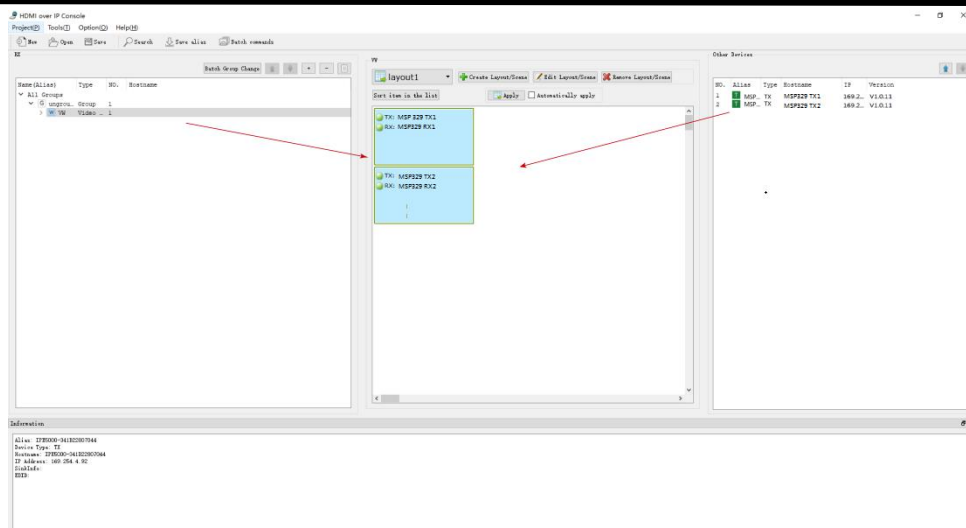 HDMI over IP Console
Project(P) Tools(T) Option(O) Help(H)
New Open Save Search Save alias Batch commands
RX
Batch Group Change + -
Name(Alias) Type NO. Hostname
All Groups
G ungrou… Group 1
W VW Video … 1
VW
layout1 Create Layout/Scene Edit Layout/Scene Remove Layout/Scene
Sort item in the list Apply Automatically apply
TX: MSP 329 TX1
RX: MSP329 RX1
TX: MSP329 TX2
RX: MSP329 RX2
Other Devices
NO. Alias Type Hostname IP Version
1 T MSP… TX MSP329 TX1 169.2… V1.0.11
2 T MSP… TX MSP329 TX2 169.2… V1.0.11
Information
Alias:
Device Type: TX
Hostname:
IP Address: 169.254.4.92
SinkInfo:
EDID: